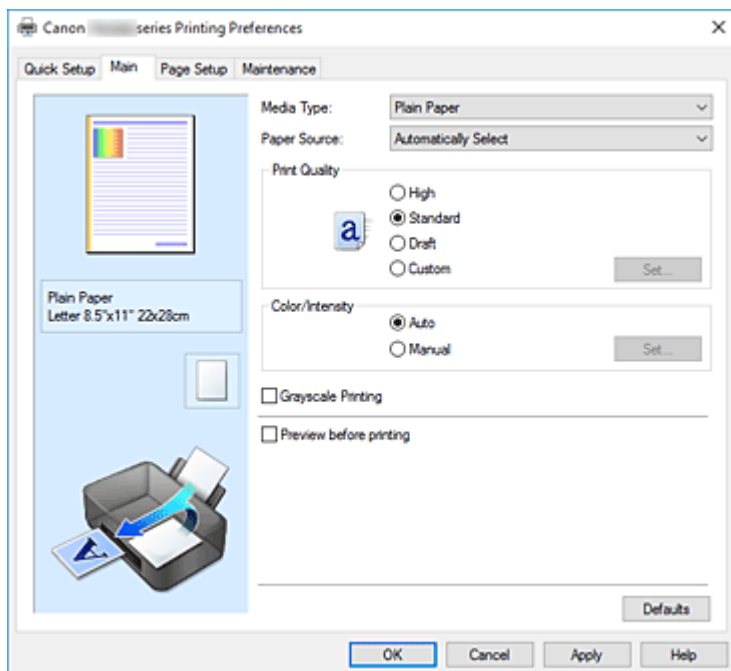 Canon series Printing Preferences
Quick Setup Main Page Setup Maintenance
Media Type: Plain Paper
Paper Source: Automatically Select
Print Quality
High
a Standard
Draft
Custom Set...
Plain Paper
Letter 8.5"x11" 22x28cm
Color/Intensity
Auto
Manual Set...
Grayscale Printing
Preview before printing
A
Defaults
OK Cancel Apply Help